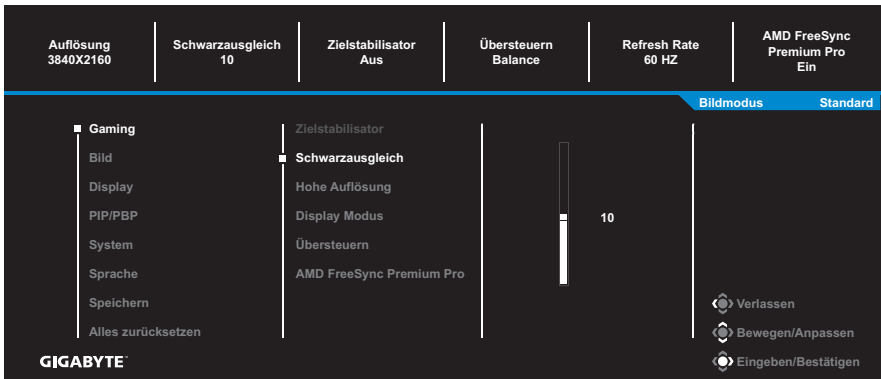 Auflösung
3840X2160
Schwarzausgleich
10
Zielstabilisator
Aus
Übersteuern
Balance
Refresh Rate
60 HZ
AMD FreeSync
Premium Pro
Ein
Bildmodus Standard
Gaming
Bild
Display
PIP/PBP
System
Sprache
Speichern
Alles zurücksetzen
Zielstabilisator
Schwarzausgleich
Hohe Auflösung
Display Modus
Übersteuern
AMD FreeSync Premium Pro
10
Verlassen
Bewegen/Anpassen
Eingeben/Bestätigen
GIGABYTE